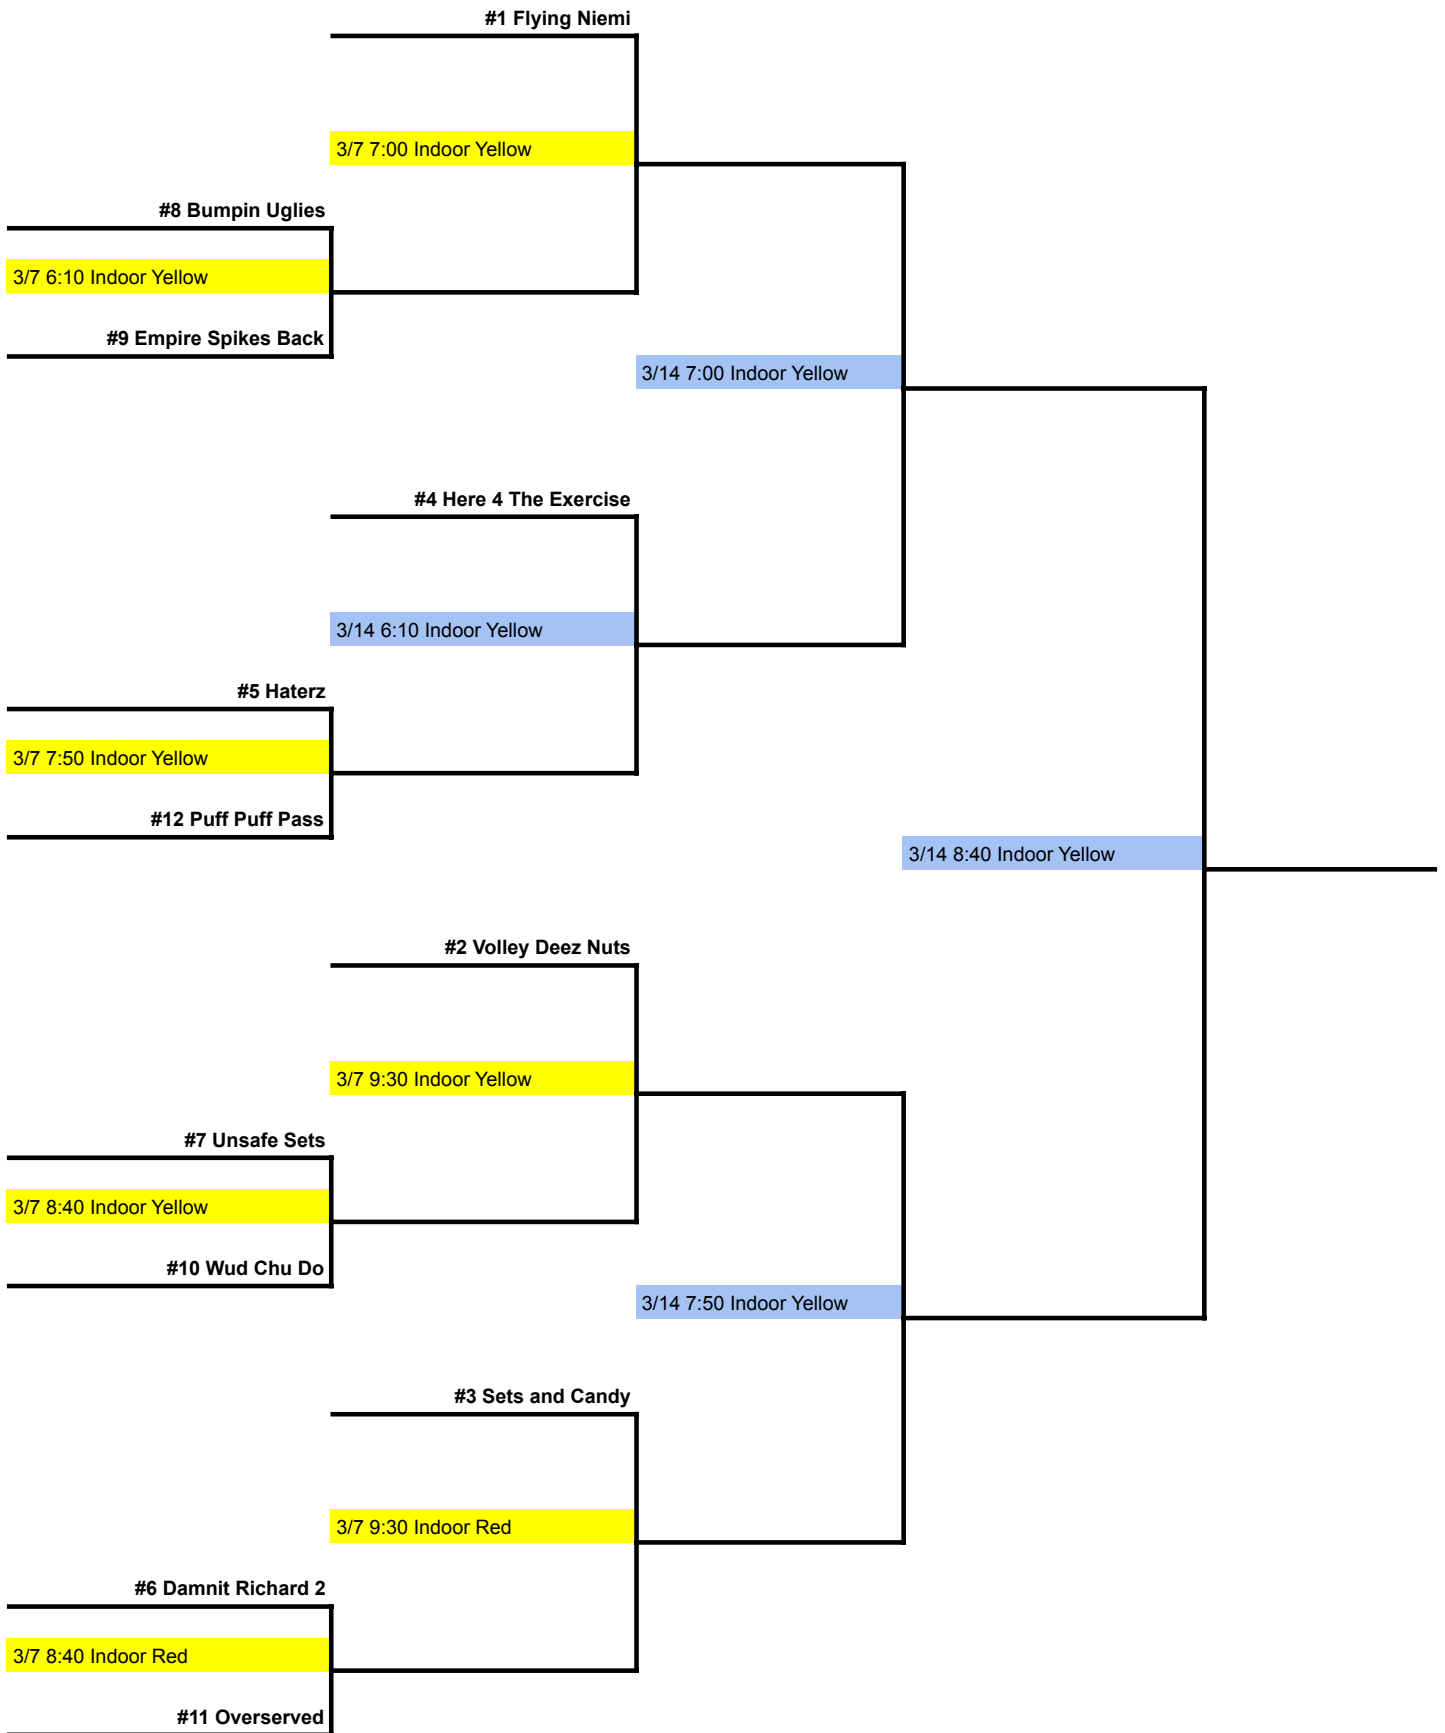 #1 Flying Niemi
3/7 7:00 Indoor Yellow
#8 Bumpin Uglies
3/7 6:10 Indoor Yellow
#9 Empire Spikes Back
3/14 7:00 Indoor Yellow
#4 Here 4 The Exercise
3/14 6:10 Indoor Yellow
#5 Haterz
3/7 7:50 Indoor Yellow
#12 Puff Puff Pass
3/14 8:40 Indoor Yellow
#2 Volley Deez Nuts
3/7 9:30 Indoor Yellow
#7 Unsafe Sets
3/7 8:40 Indoor Yellow
#10 Wud Chu Do
3/14 7:50 Indoor Yellow
#3 Sets and Candy
3/7 9:30 Indoor Red
#6 Damnit Richard 2
3/7 8:40 Indoor Red
#11 Overserved